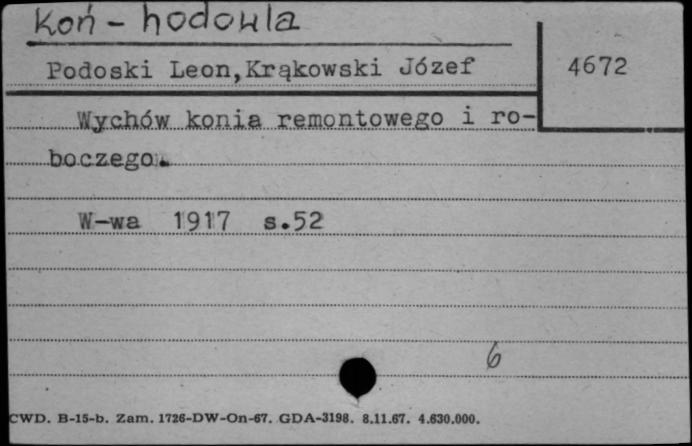 Koń - hodowla
Podoski Leon,Krąkowski Józef
4672
Wychów konia remontowego i ro-
boczego.
W-wa 1917 s.52
6
CWD. B-15-b. Zam. 1726-DW-On-67. GDA-3198. 8.11.67. 4.630.000.